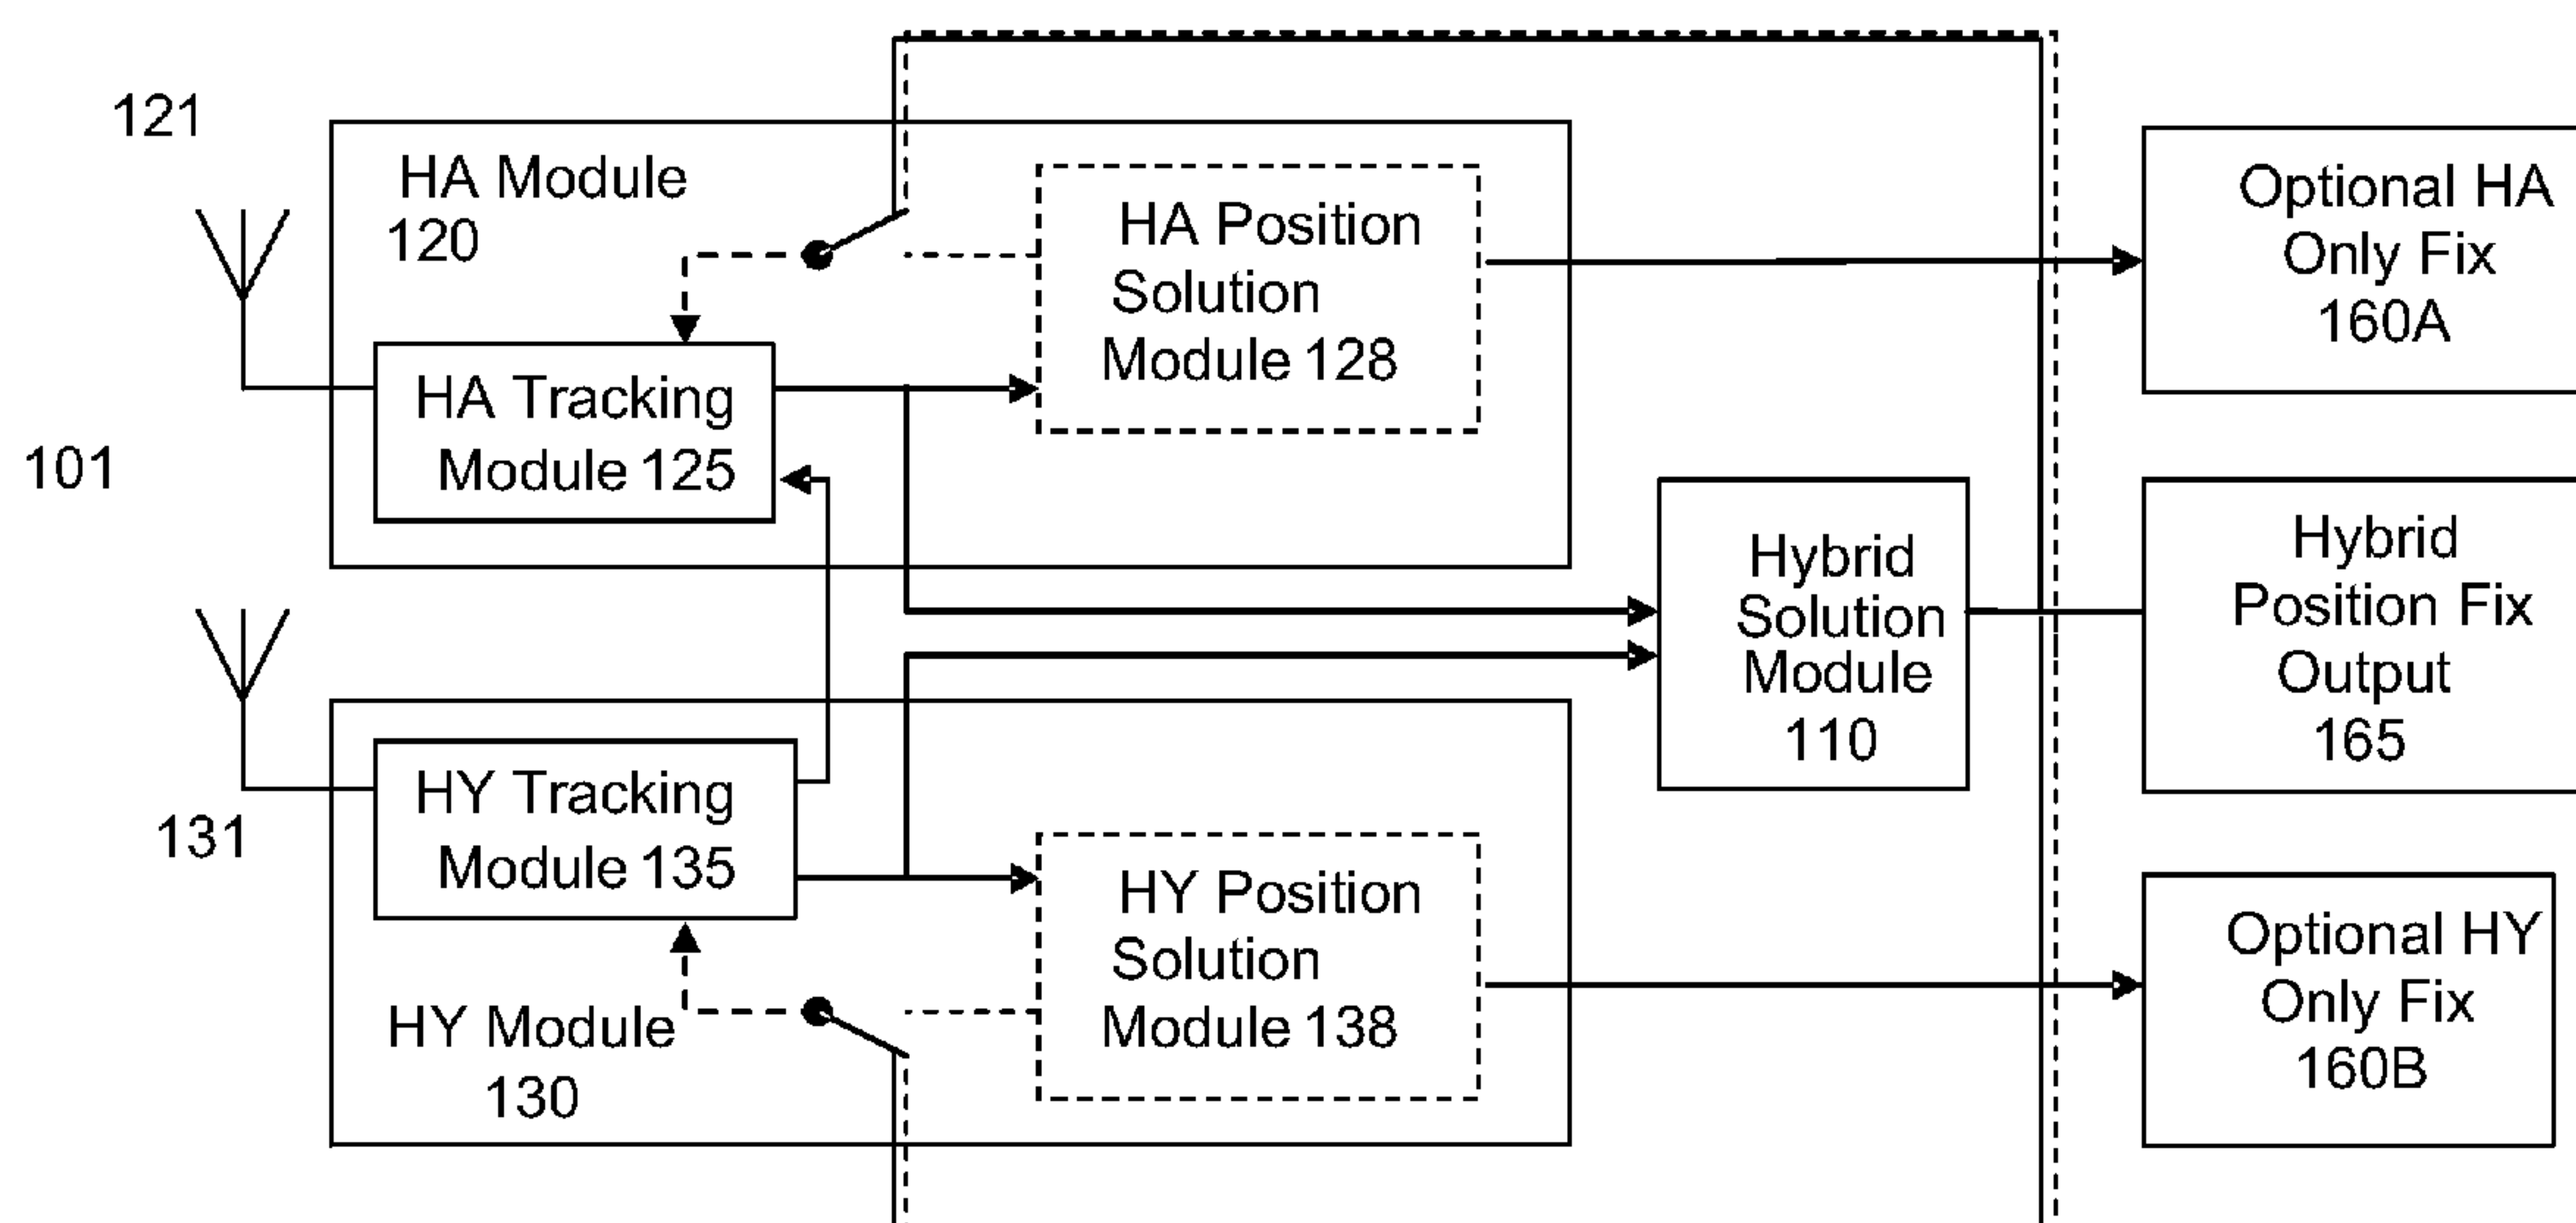 121
HA Module
120
HA Position
Solution
Module 128
Optional HA
Only Fix
160A
HA Tracking
Module 125
101
Hybrid
Solution
Module
110
Hybrid
Position Fix
Output
165
131
HY Tracking
Module 135
HY Position
Solution
Module 138
HY Module
130
Optional HY
Only Fix
160B